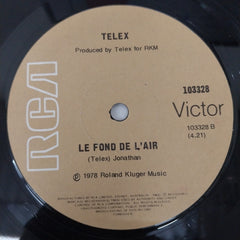 TELEX
Produced by Telex for RKM
103328
RCA
Victor
103328 B
(4.21)
LE FOND DE L'AIR
(Telex) Jonathan
℗ 1978 Roland Kluger Music